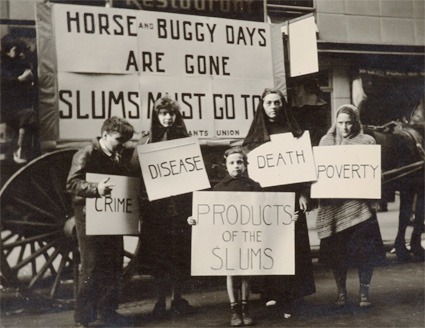 Restaurant
HORSE AND BUGGY DAYS
ARE GONE
SLUMS MUST GO TO
ANTS UNION
CRIME
DISEASE
DEATH
POVERTY
PRODUCTS
OF THE
SLUMS